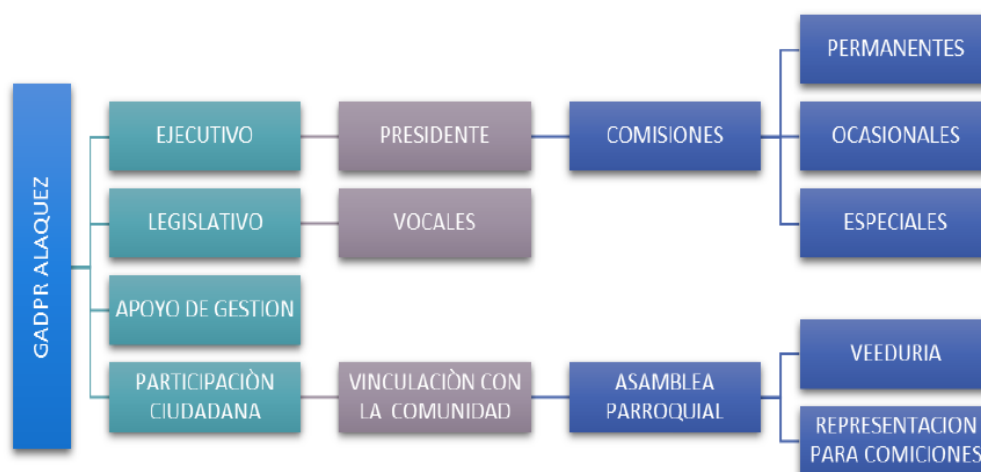 GADPR ALAQUEZ
EJECUTIVO
PRESIDENTE
COMISIONES
PERMANENTES
OCASIONALES
ESPECIALES
LEGISLATIVO
VOCALES
APOYO DE GESTION
PARTICIPACIÒN
CIUDADANA
VINCULACIÒN CON
LA COMUNIDAD
ASAMBLEA
PARROQUIAL
VEEDURIA
REPRESENTACION
PARA COMICIONES